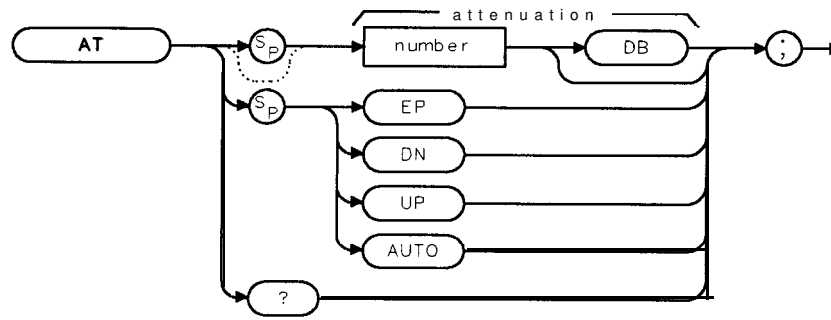 attenuation
AT SP number DB ;
SP EP
DN
UP
AUTO
?